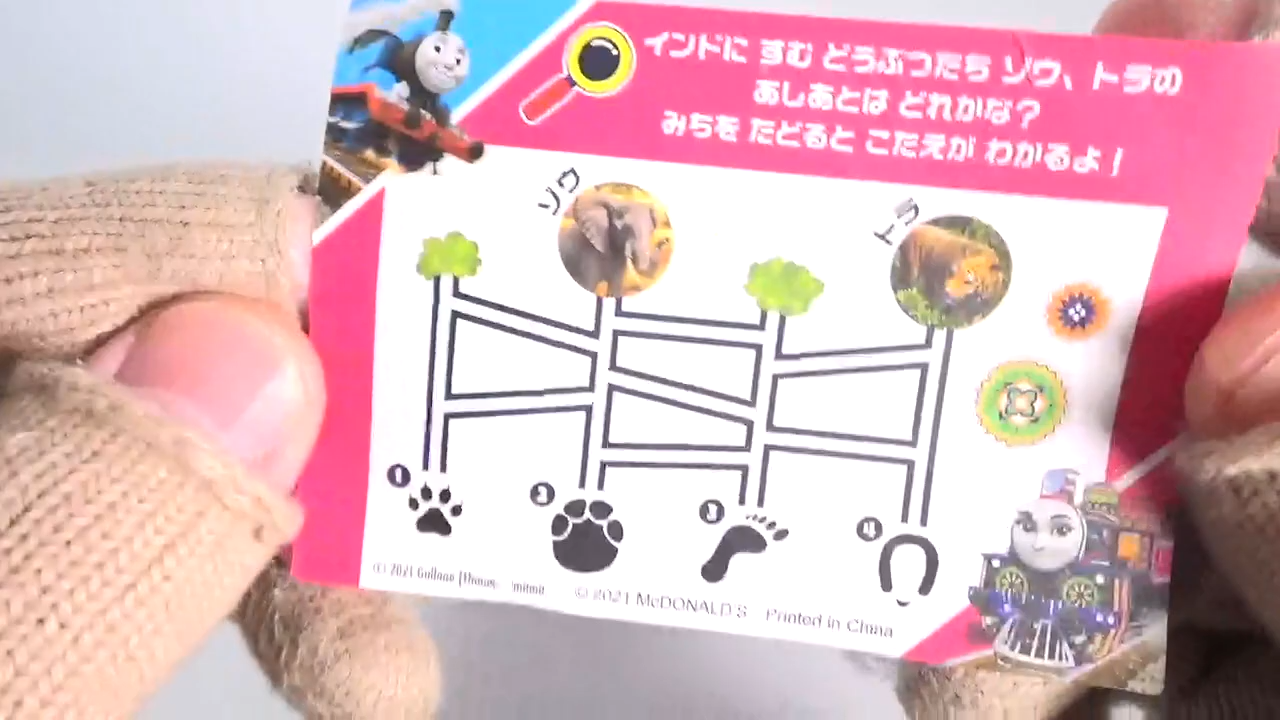 インドに すむ どうぶつたち ゾウ、トラの
あしあとは どれかな?
みちを たどると こたえが わかるよ!
ゾウ
トラ
1
2
3
4
(C) 2021 Gullane
© 2021 McDONALD'S Printed in China